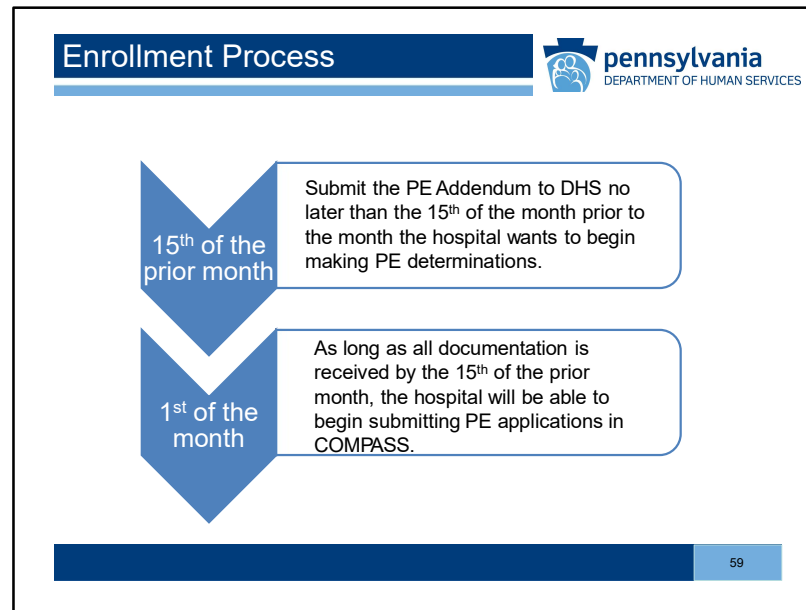 Enrollment Process
pennsylvania
DEPARTMENT OF HUMAN SERVICES
15th of the
prior month
Submit the PE Addendum to DHS no
later than the 15th of the month prior to
the month the hospital wants to begin
making PE determinations.
1st of the
month
As long as all documentation is
received by the 15th of the prior
month, the hospital will be able to
begin submitting PE applications in
COMPASS.
59